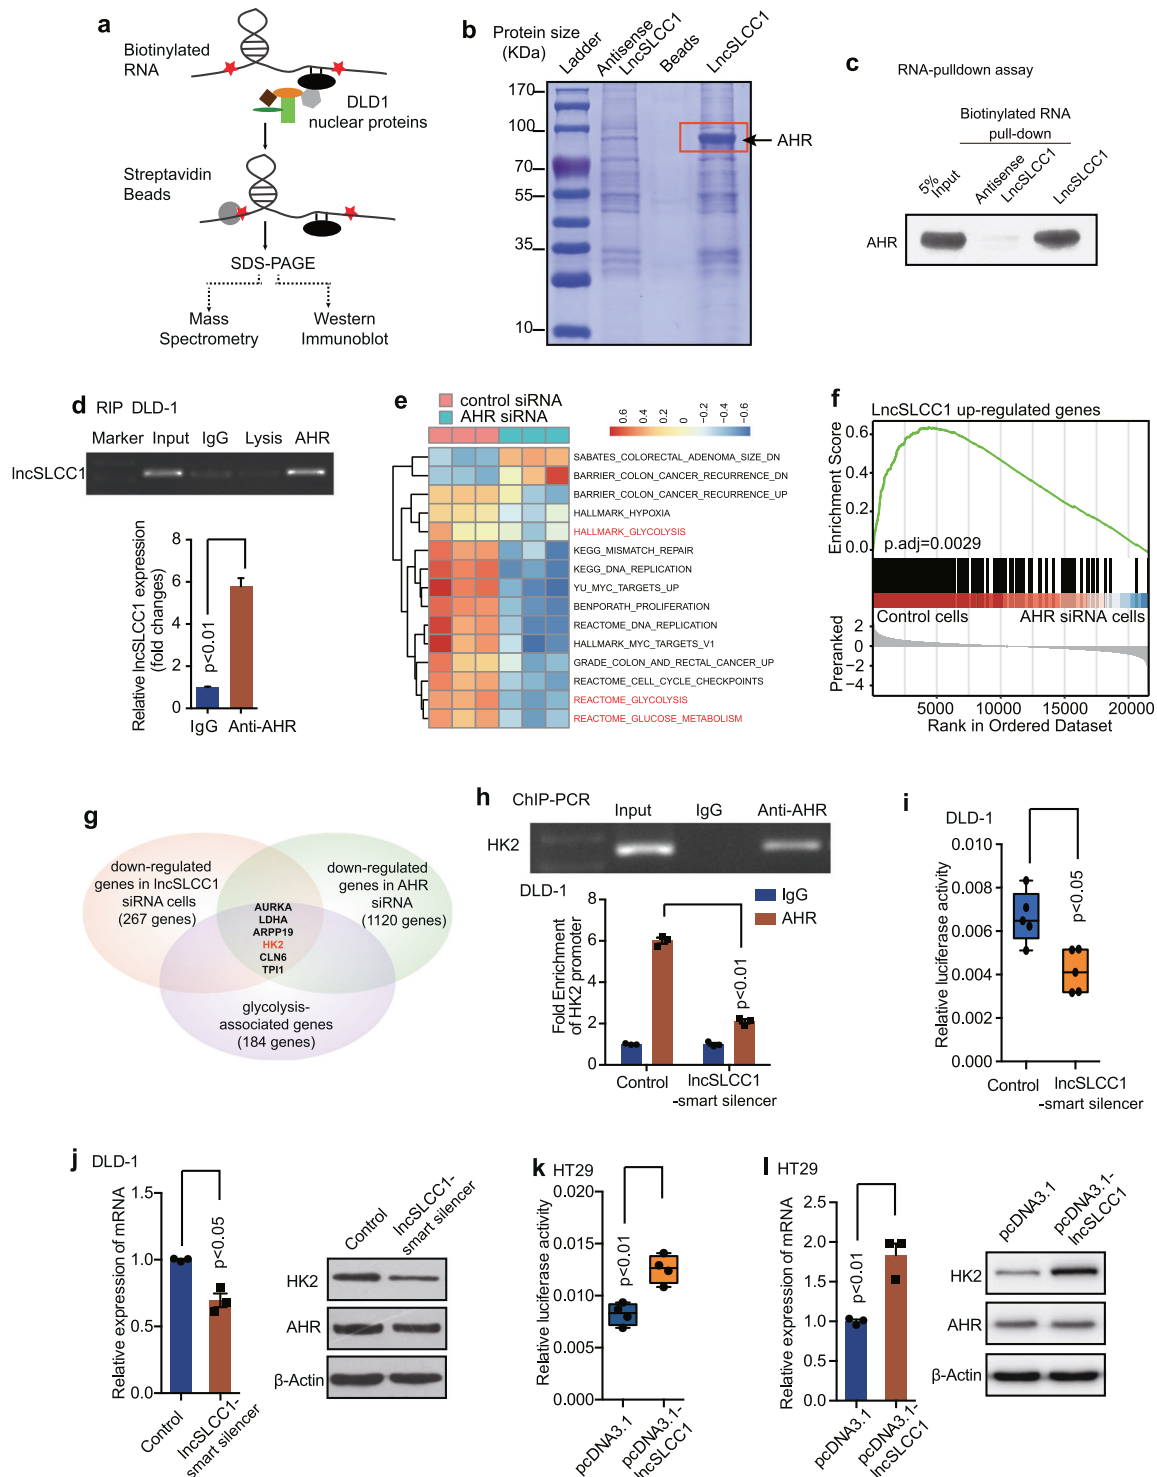 a
Biotinylated
RNA
DLD1
nuclear proteins
Streptavidin
Beads
SDS-PAGE
Mass
Spectrometry
Western
Immunoblot
b
Protein size
(KDa)
Ladder
Antisense
LncSLCC1
Beads
LncSLCC1
170
100
70
55
35
10
AHR
c
RNA-pulldown assay
Biotinylated RNA
pull-down
5%
Input
Antisense
LncSLCC1
LncSLCC1
AHR
d
RIP DLD-1
Marker Input IgG Lysis AHR
lncSLCC1
Relative lncSLCC1 expression
(fold changes)
8
6
4
2
0
p<0.01
IgG
Anti-AHR
e
control siRNA
AHR siRNA
0.6 0.4 0.2 0 −0.2 −0.4 −0.6
SABATES_COLORECTAL_ADENOMA_SIZE_DN
BARRIER_COLON_CANCER_RECURRENCE_DN
BARRIER_COLON_CANCER_RECURRENCE_UP
HALLMARK_HYPOXIA
HALLMARK_GLYCOLYSIS
KEGG_MISMATCH_REPAIR
KEGG_DNA_REPLICATION
YU_MYC_TARGETS_UP
BENPORATH_PROLIFERATION
REACTOME_DNA_REPLICATION
HALLMARK_MYC_TARGETS_V1
GRADE_COLON_AND_RECTAL_CANCER_UP
REACTOME_CELL_CYCLE_CHECKPOINTS
REACTOME_GLYCOLYSIS
REACTOME_GLUCOSE_METABOLISM
f
LncSLCC1 up-regulated genes
Enrichment Score
0.6
0.4
0.2
0.0
p.adj=0.0029
Control cells
AHR siRNA cells
Preranked
2
0
−2
−4
5000 10000 15000 20000
Rank in Ordered Dataset
g
down-regulated
genes in lncSLCC1
siRNA cells
(267 genes)
down-regulated
genes in AHR
siRNA
(1120 genes)
AURKA
LDHA
ARPP19
HK2
CLN6
TPI1
glycolysis-
associated genes
(184 genes)
h
ChIP-PCR
Input IgG Anti-AHR
HK2
DLD-1
IgG
AHR
Fold Enrichment
of HK2 promoter
8
6
4
2
0
p<0.01
Control
lncSLCC1
-smart silencer
i
DLD-1
Relative luciferase activity
0.010
0.008
0.006
0.004
0.002
0.000
p<0.05
Control
lncSLCC1
-smart silencer
j
DLD-1
Relative expression of mRNA
1.5
1.0
0.5
0.0
p<0.05
Control
lncSLCC1-
smart silencer
Control
lncSLCC1-
smart silencer
HK2
AHR
β-Actin
k
HT29
Relative luciferase activity
0.020
0.015
0.010
0.005
0.000
p<0.01
pcDNA3.1
pcDNA3.1-
lncSLCC1
l
HT29
Relative expression of mRNA
2.5
2.0
1.5
1.0
0.5
0.0
p<0.01
pcDNA3.1
pcDNA3.1-
lncSLCC1
pcDNA3.1
pcDNA3.1-
lncSLCC1
HK2
AHR
β-Actin